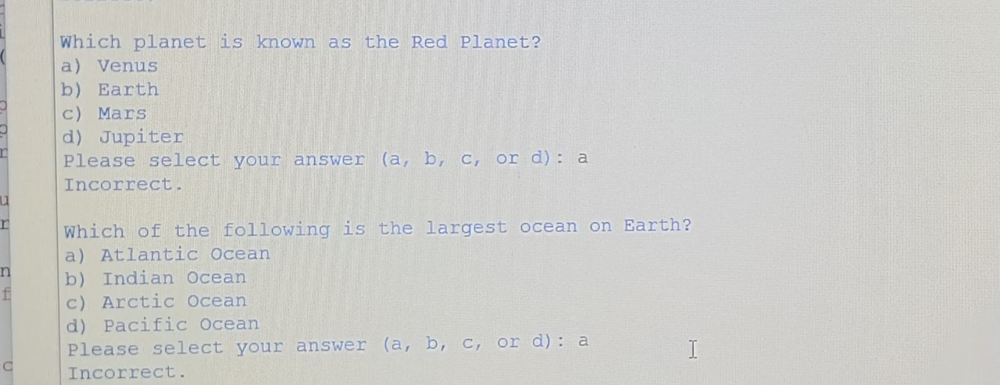 Which planet is known as the Red Planet?
a) Venus
b) Earth
c) Mars
d) Jupiter
Please select your answer (a, b, c, or d): a
Incorrect.
Which of the following is the largest ocean on Earth?
a) Atlantic Ocean
b) Indian Ocean
c) Arctic Ocean
d) Pacific Ocean
Please select your answer (a, b, c, or d): a
Incorrect.